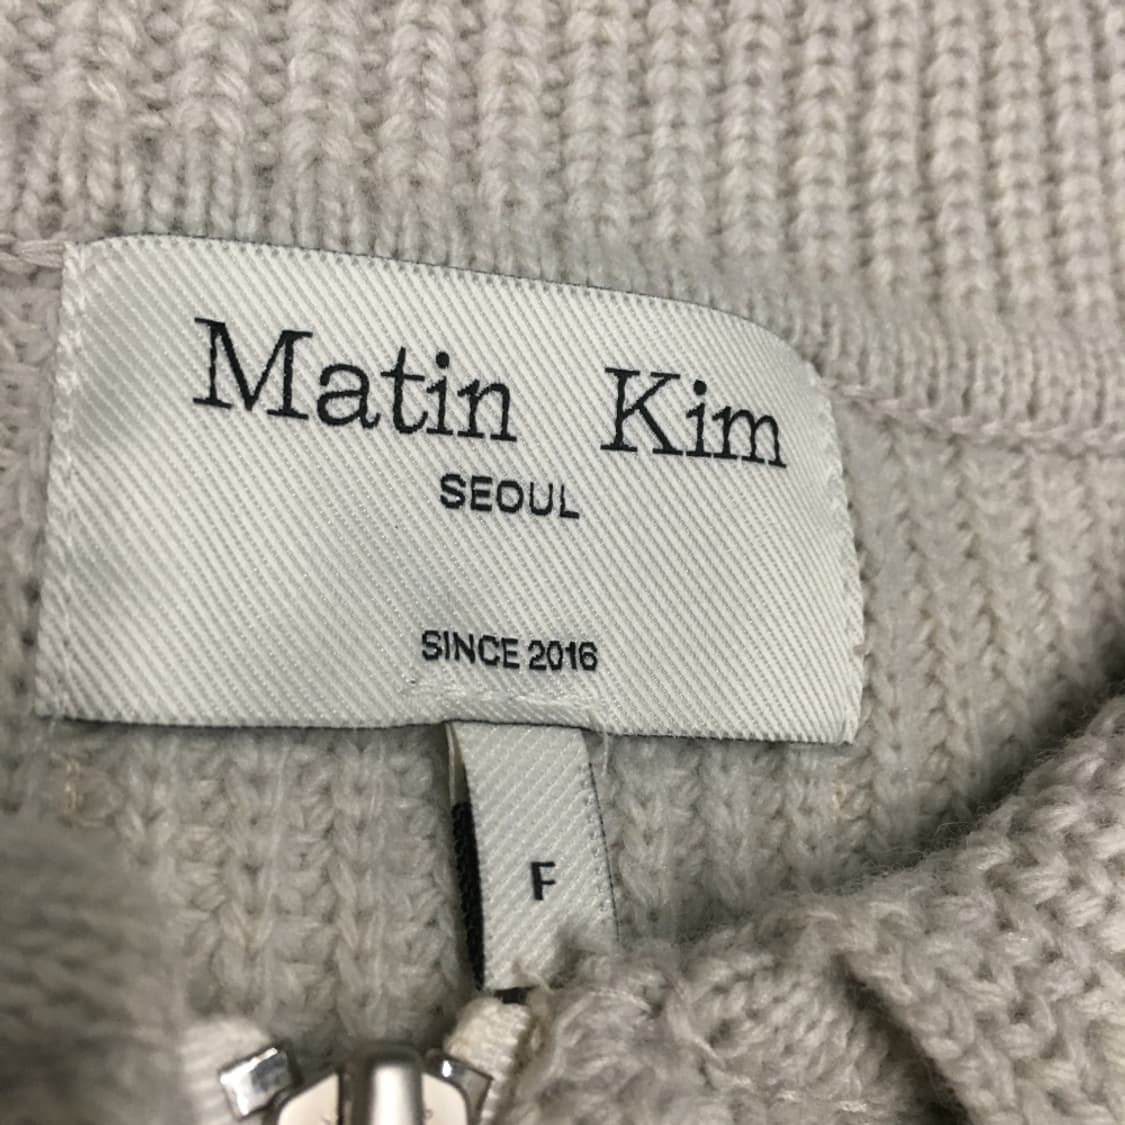 Matin Kim
SEOUL
SINCE 2016
F